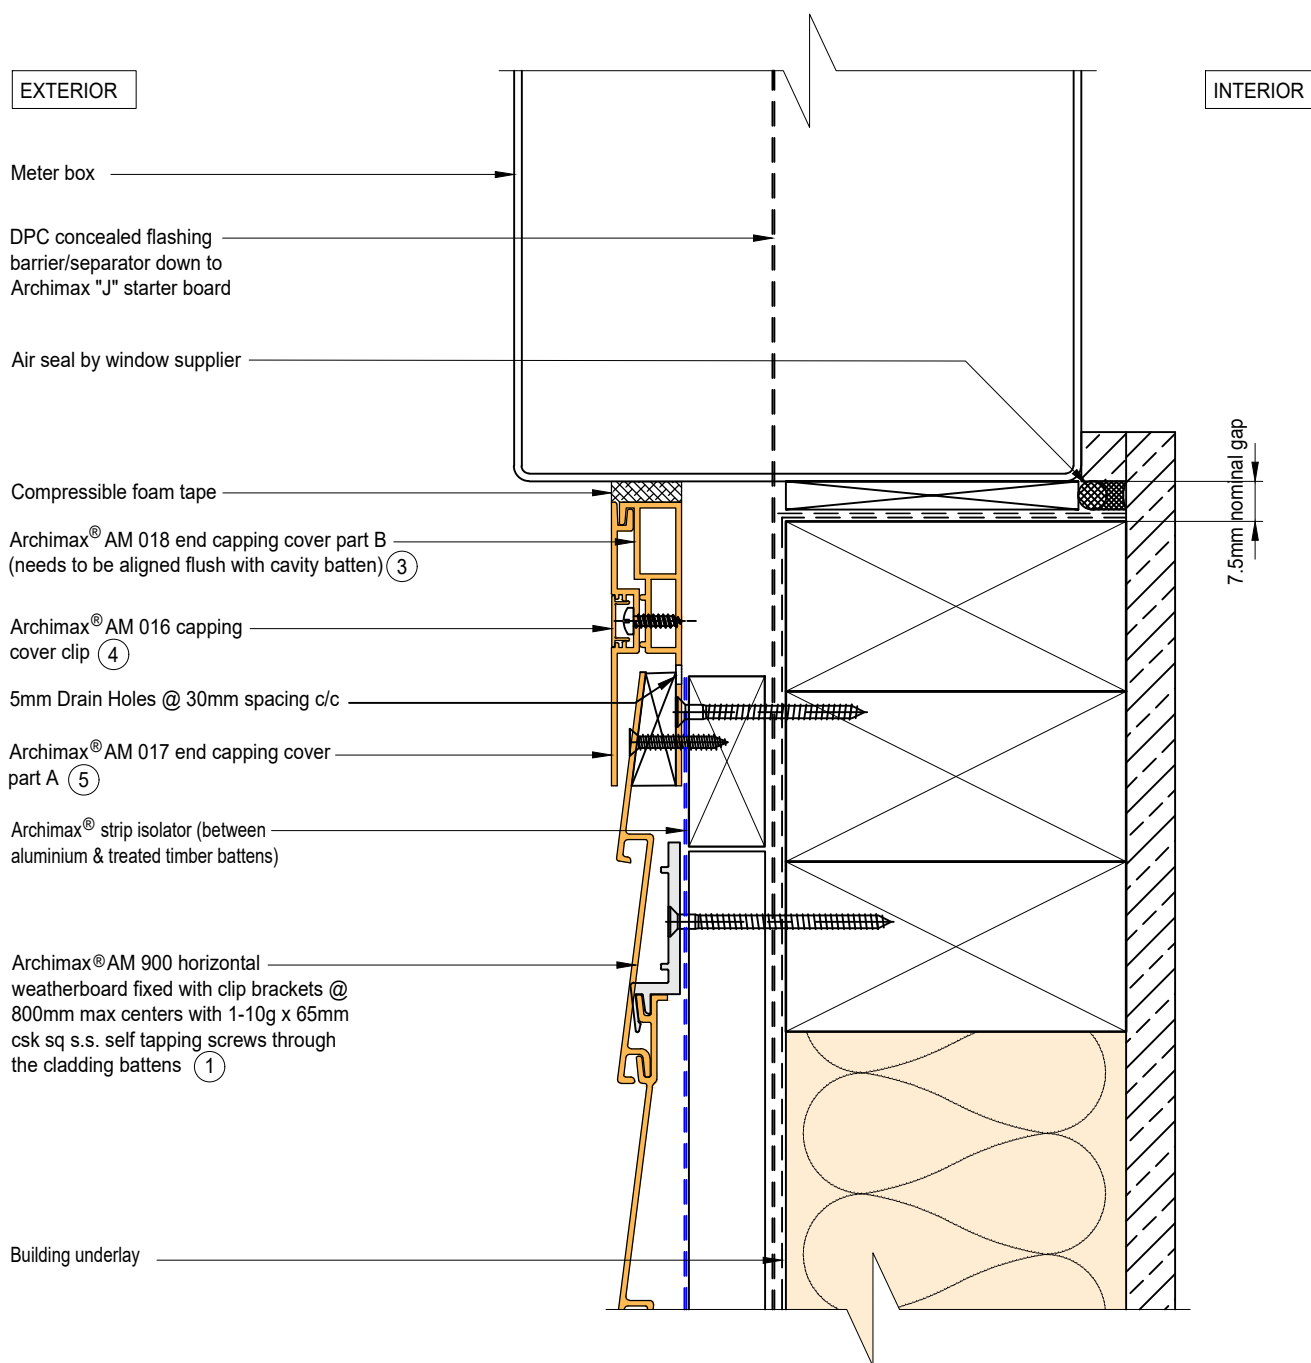 EXTERIOR
INTERIOR
Meter box
DPC concealed flashing
barrier/separator down to
Archimax "J" starter board
Air seal by window supplier
7.5mm nominal gap
Compressible foam tape
Archimax® AM 018 end capping cover part B
(needs to be aligned flush with cavity batten) 3
Archimax® AM 016 capping
cover clip 4
5mm Drain Holes @ 30mm spacing c/c
Archimax® AM 017 end capping cover
part A 5
Archimax® strip isolator (between
aluminium & treated timber battens)
Archimax® AM 900 horizontal
weatherboard fixed with clip brackets @
800mm max centers with 1-10g x 65mm
csk sq s.s. self tapping screws through
the cladding battens 1
Building underlay